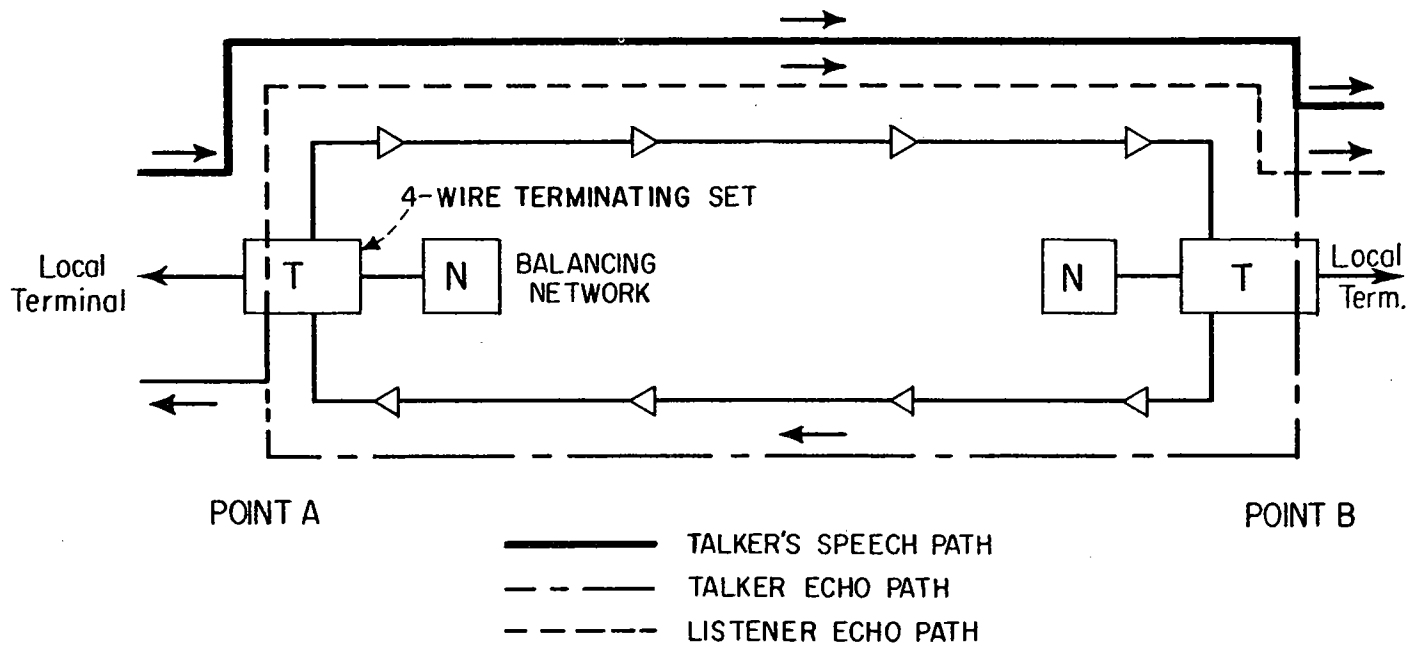 4-WIRE TERMINATING SET
Local
Terminal
T
N
BALANCING
NETWORK
N
T
Local
Term.
POINT A
POINT B
TALKER'S SPEECH PATH
TALKER ECHO PATH
LISTENER ECHO PATH